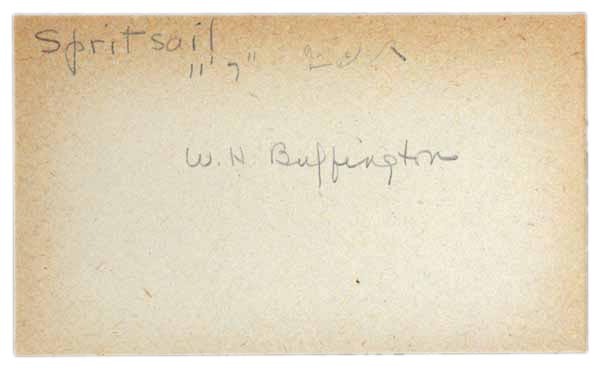 Spritsail
11' 7"
W. H. Buffington